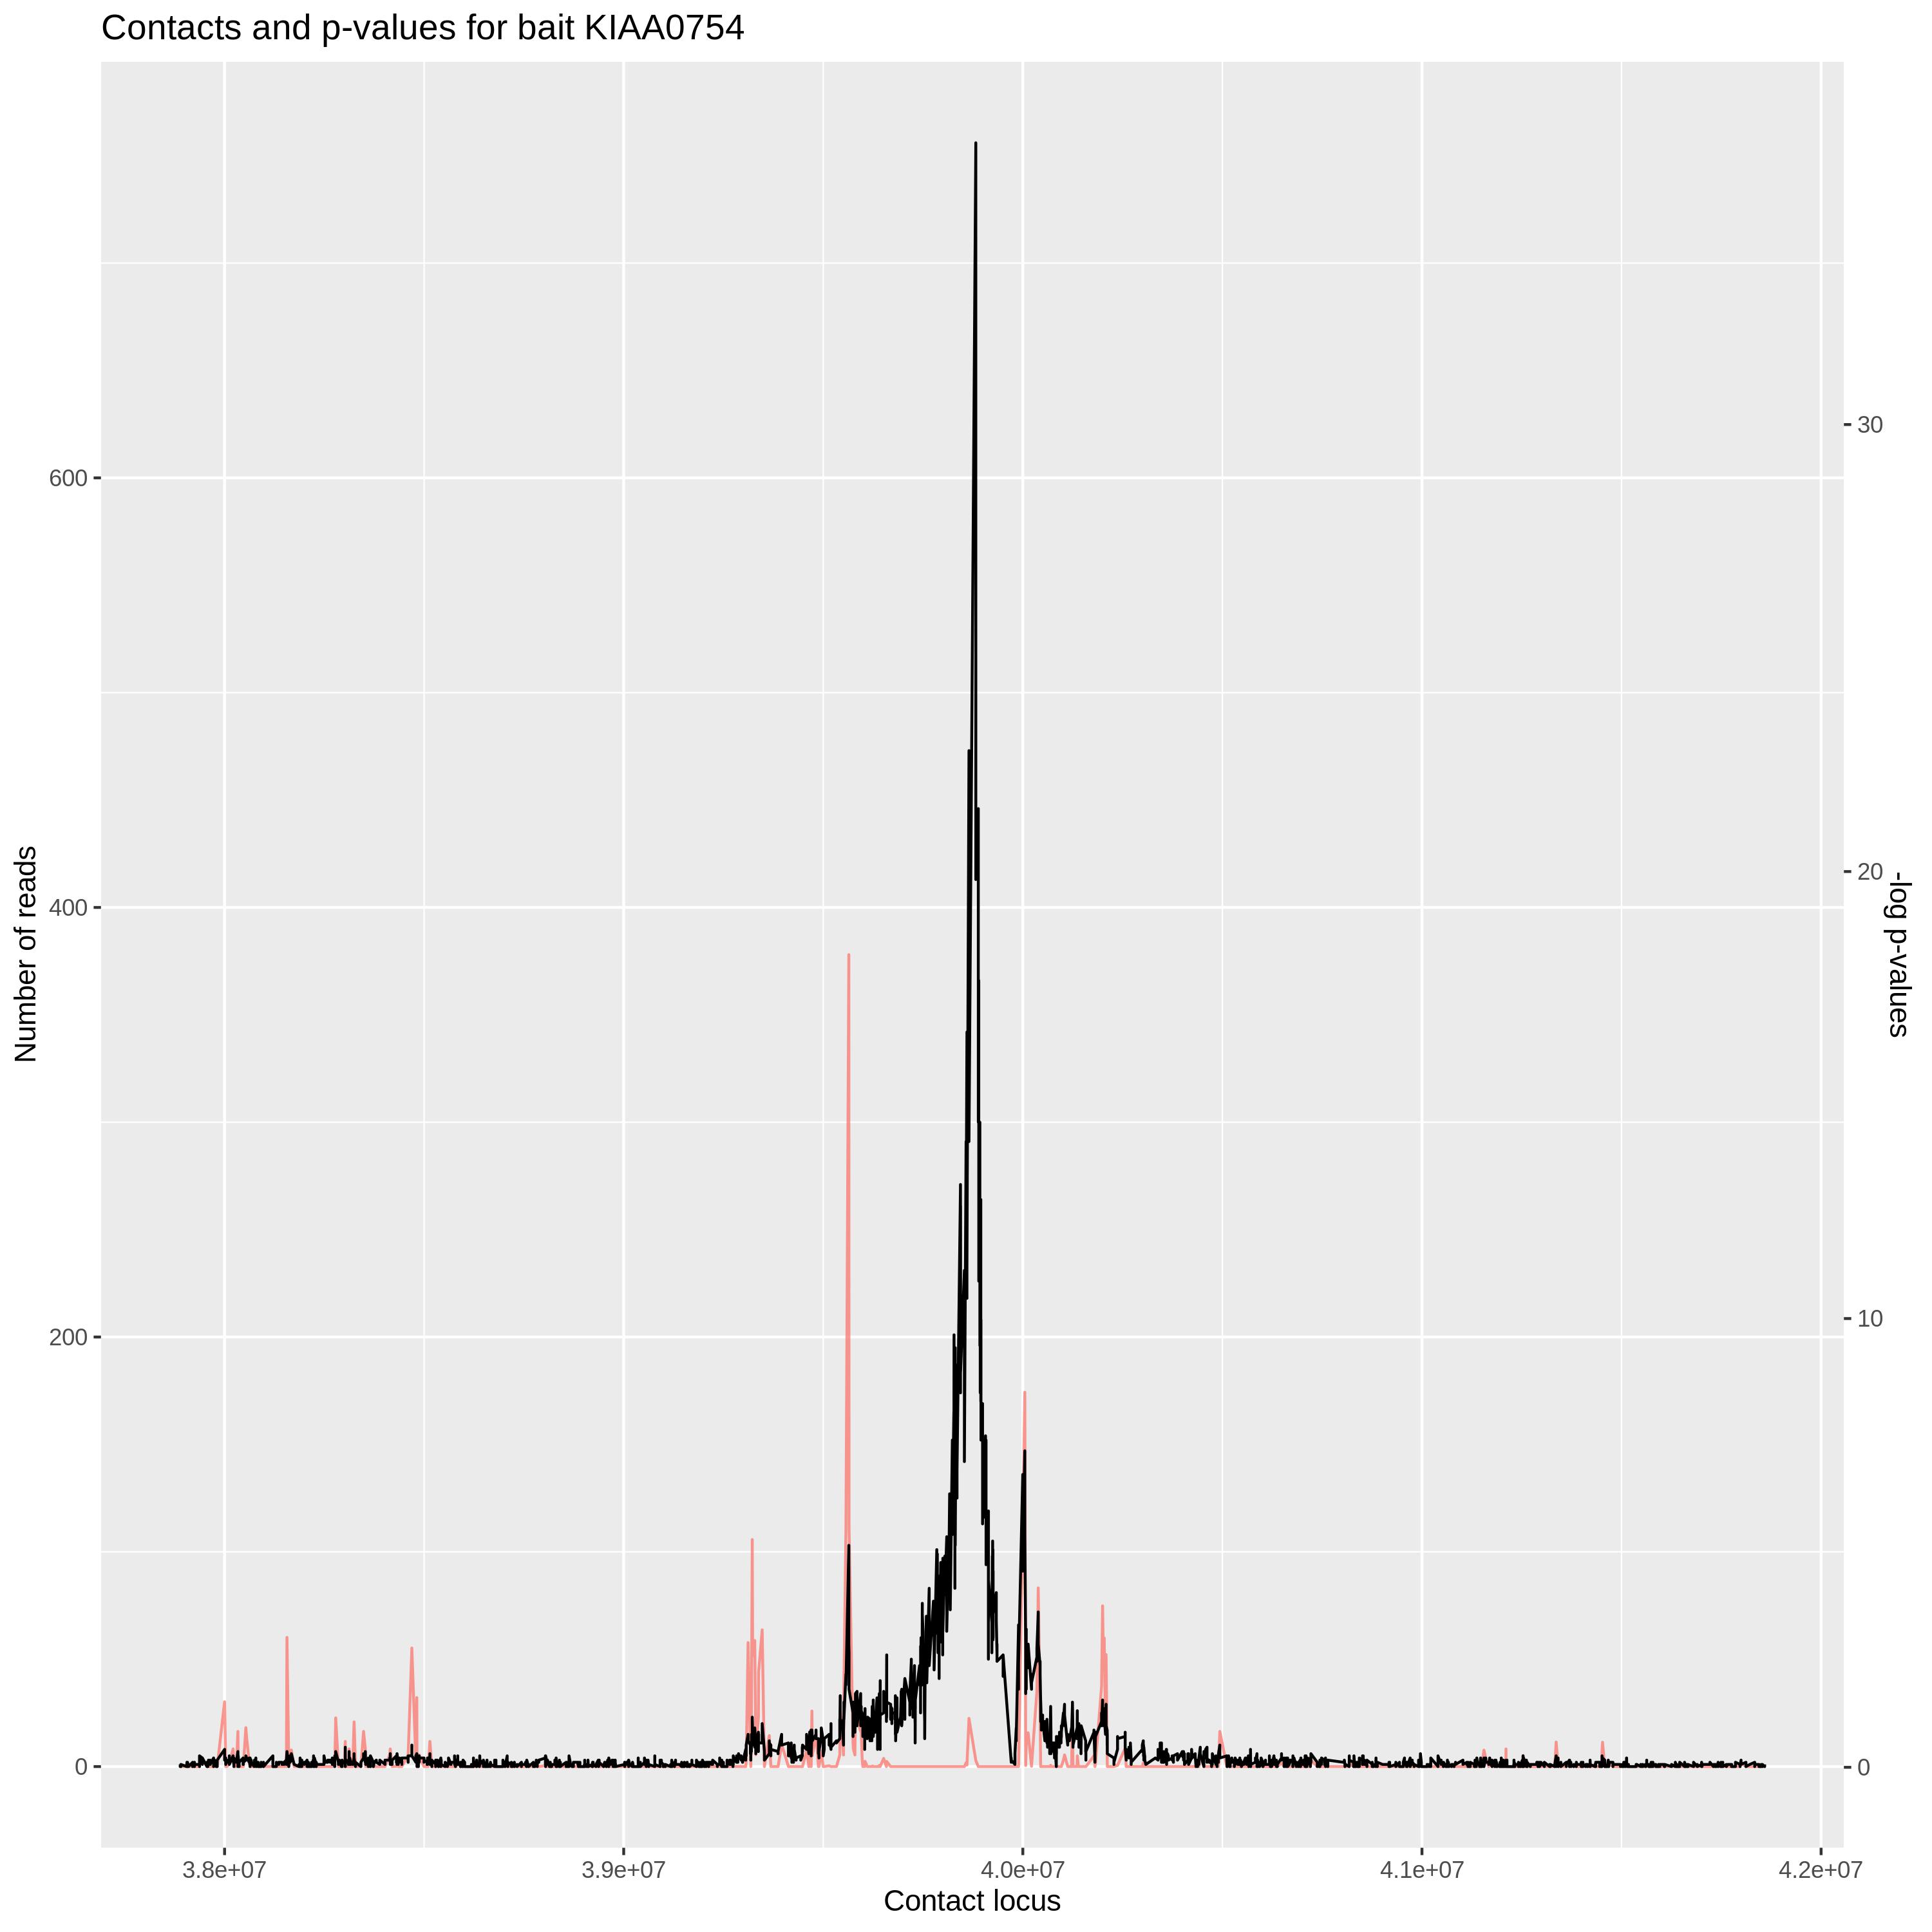 Contacts and p-values for bait KIAA0754
Number of reads
600
400
200
0
30
20
10
0
-log p-values
3.8e+07
3.9e+07
4.0e+07
4.1e+07
4.2e+07
Contact locus